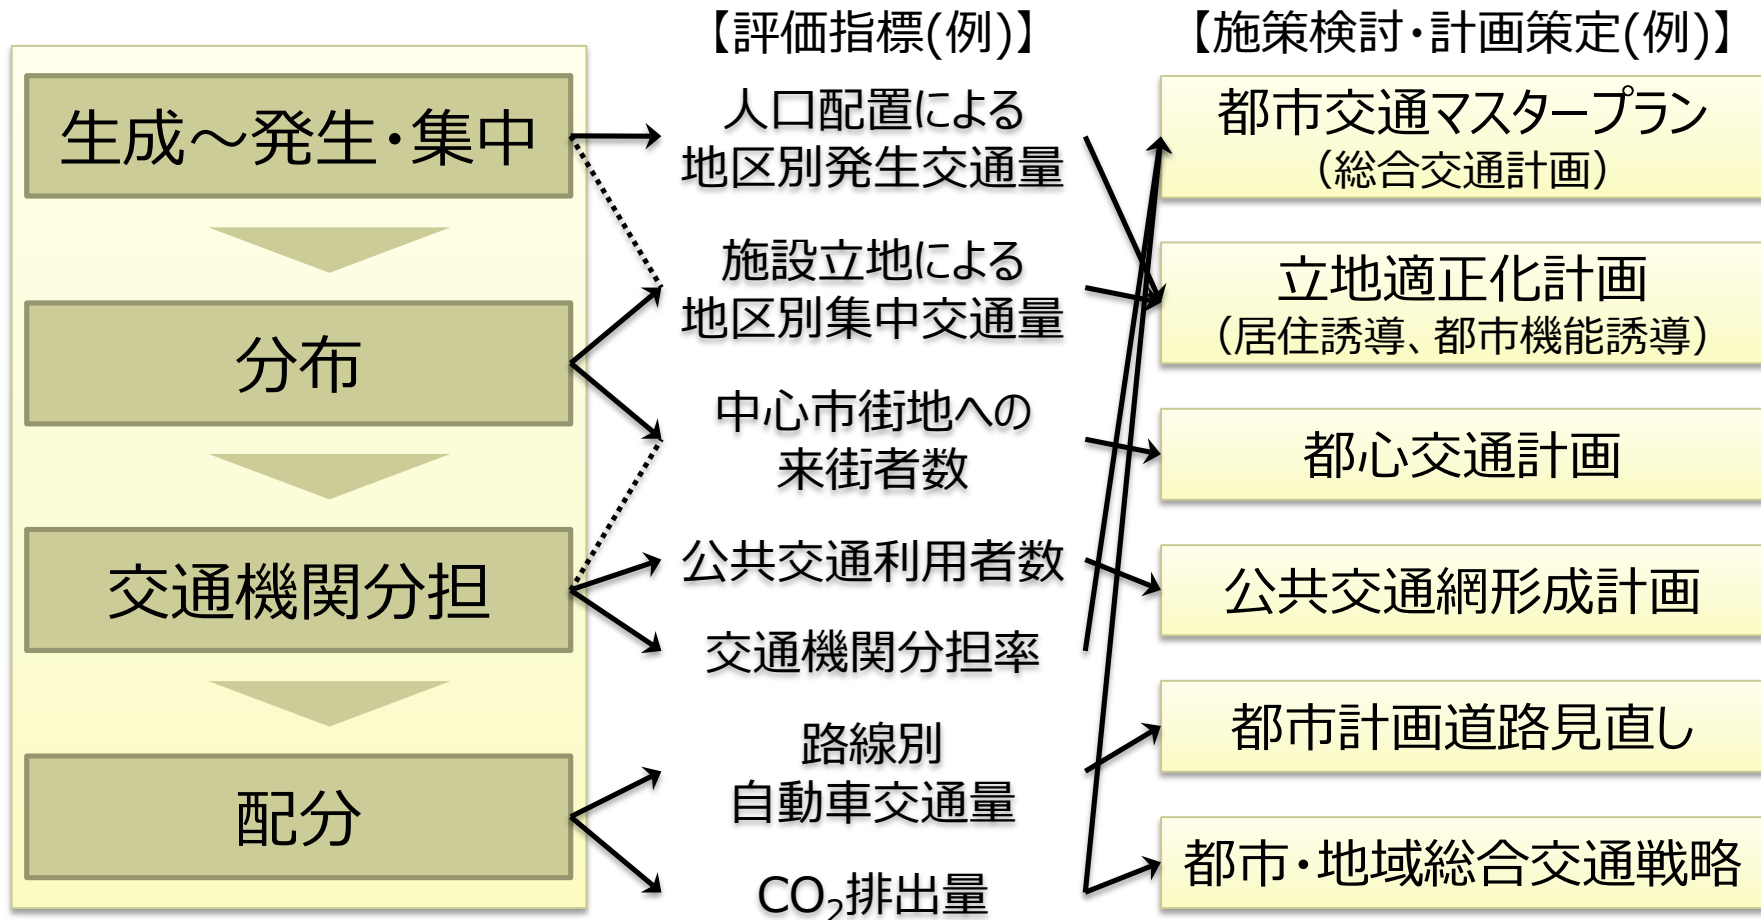 【評価指標(例)】
【施策検討・計画策定(例)】
生成～発生・集中
分布
交通機関分担
配分
人口配置による
地区別発生交通量
施設立地による
地区別集中交通量
中心市街地への
来街者数
公共交通利用者数
交通機関分担率
路線別
自動車交通量
CO₂排出量
都市交通マスタープラン
（総合交通計画）
立地適正化計画
（居住誘導、都市機能誘導）
都心交通計画
公共交通網形成計画
都市計画道路見直し
都市・地域総合交通戦略